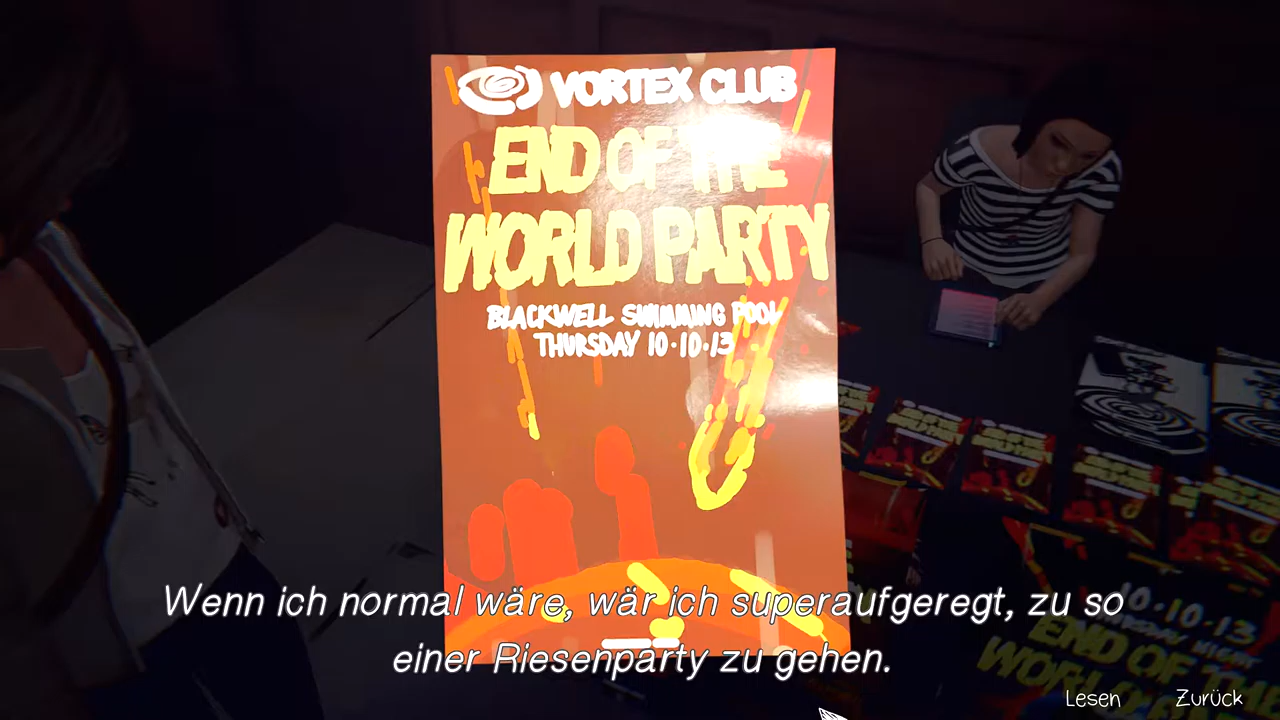 VORTEX CLUB
END OF THE
WORLD PARTY
BLACKWELL SWIMMING POOL
THURSDAY 10·10·13
10·10·13
END OF THE
Wenn ich normal wäre, wär ich superaufgeregt, zu so
einer Riesenparty zu gehen.
Lesen Zurück